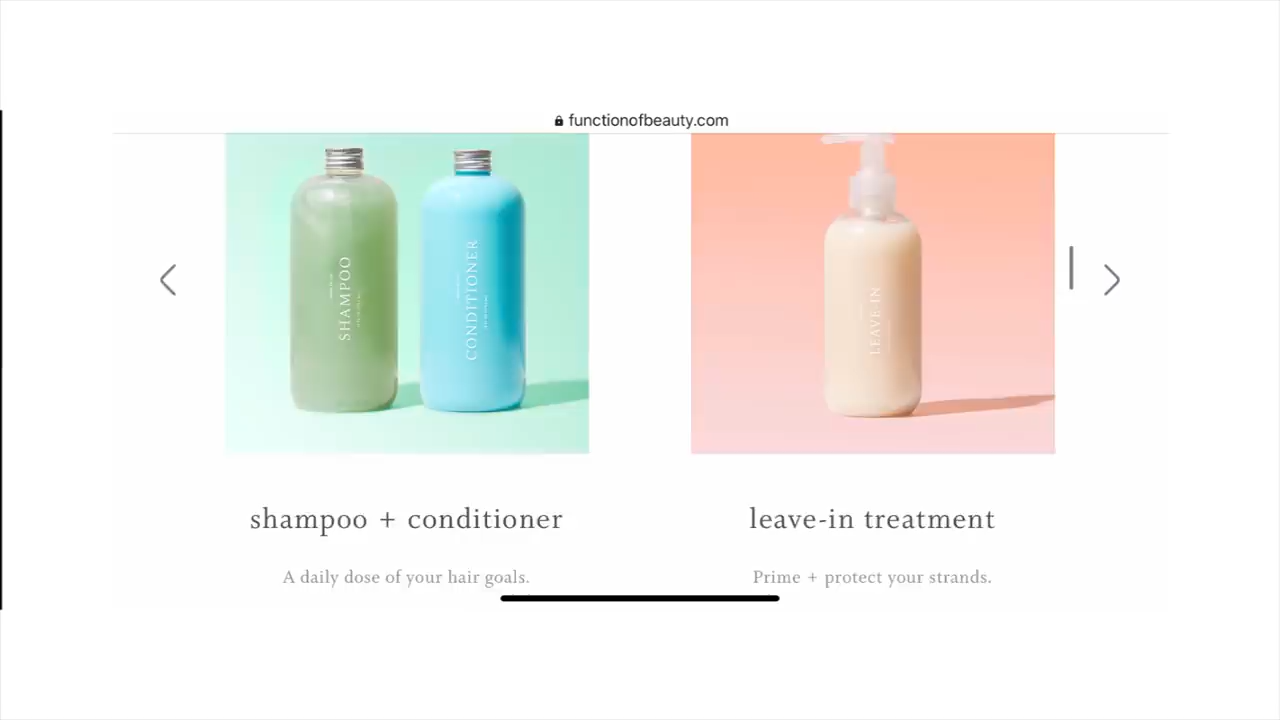 functionofbeauty.com
SHAMPOO
CONDITIONER
LEAVE IN
shampoo + conditioner
leave-in treatment
A daily dose of your hair goals.
Prime + protect your strands.